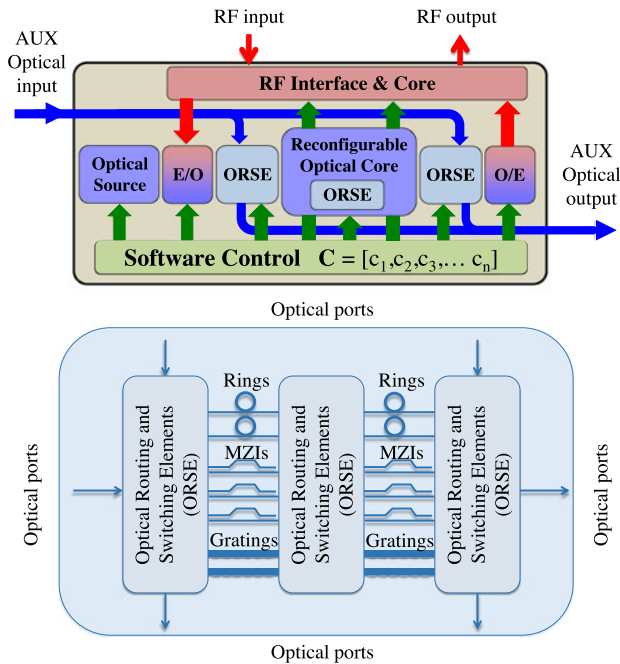 RF input
RF output
AUX
Optical
input
RF Interface & Core
Optical
Source
E/O
ORSE
Reconfigurable
Optical Core
ORSE
ORSE
O/E
AUX
Optical
output
Software Control C = [c1,c2,c3,… cn]
Optical ports
Optical ports
Optical Routing and
Switching Elements
(ORSE)
Rings
MZIs
Gratings
Optical Routing and
Switching Elements
(ORSE)
Rings
MZIs
Gratings
Optical Routing and
Switching Elements
(ORSE)
Optical ports
Optical ports